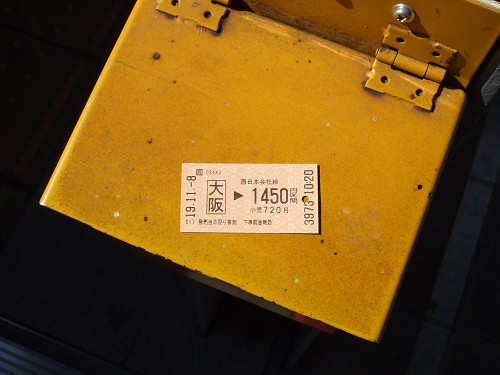 OSAKA
西日本会社線
大阪 ▶ 1450円区間
小児720円
発売当日限り有効 下車前途無効
19.11-8
3973 10:20